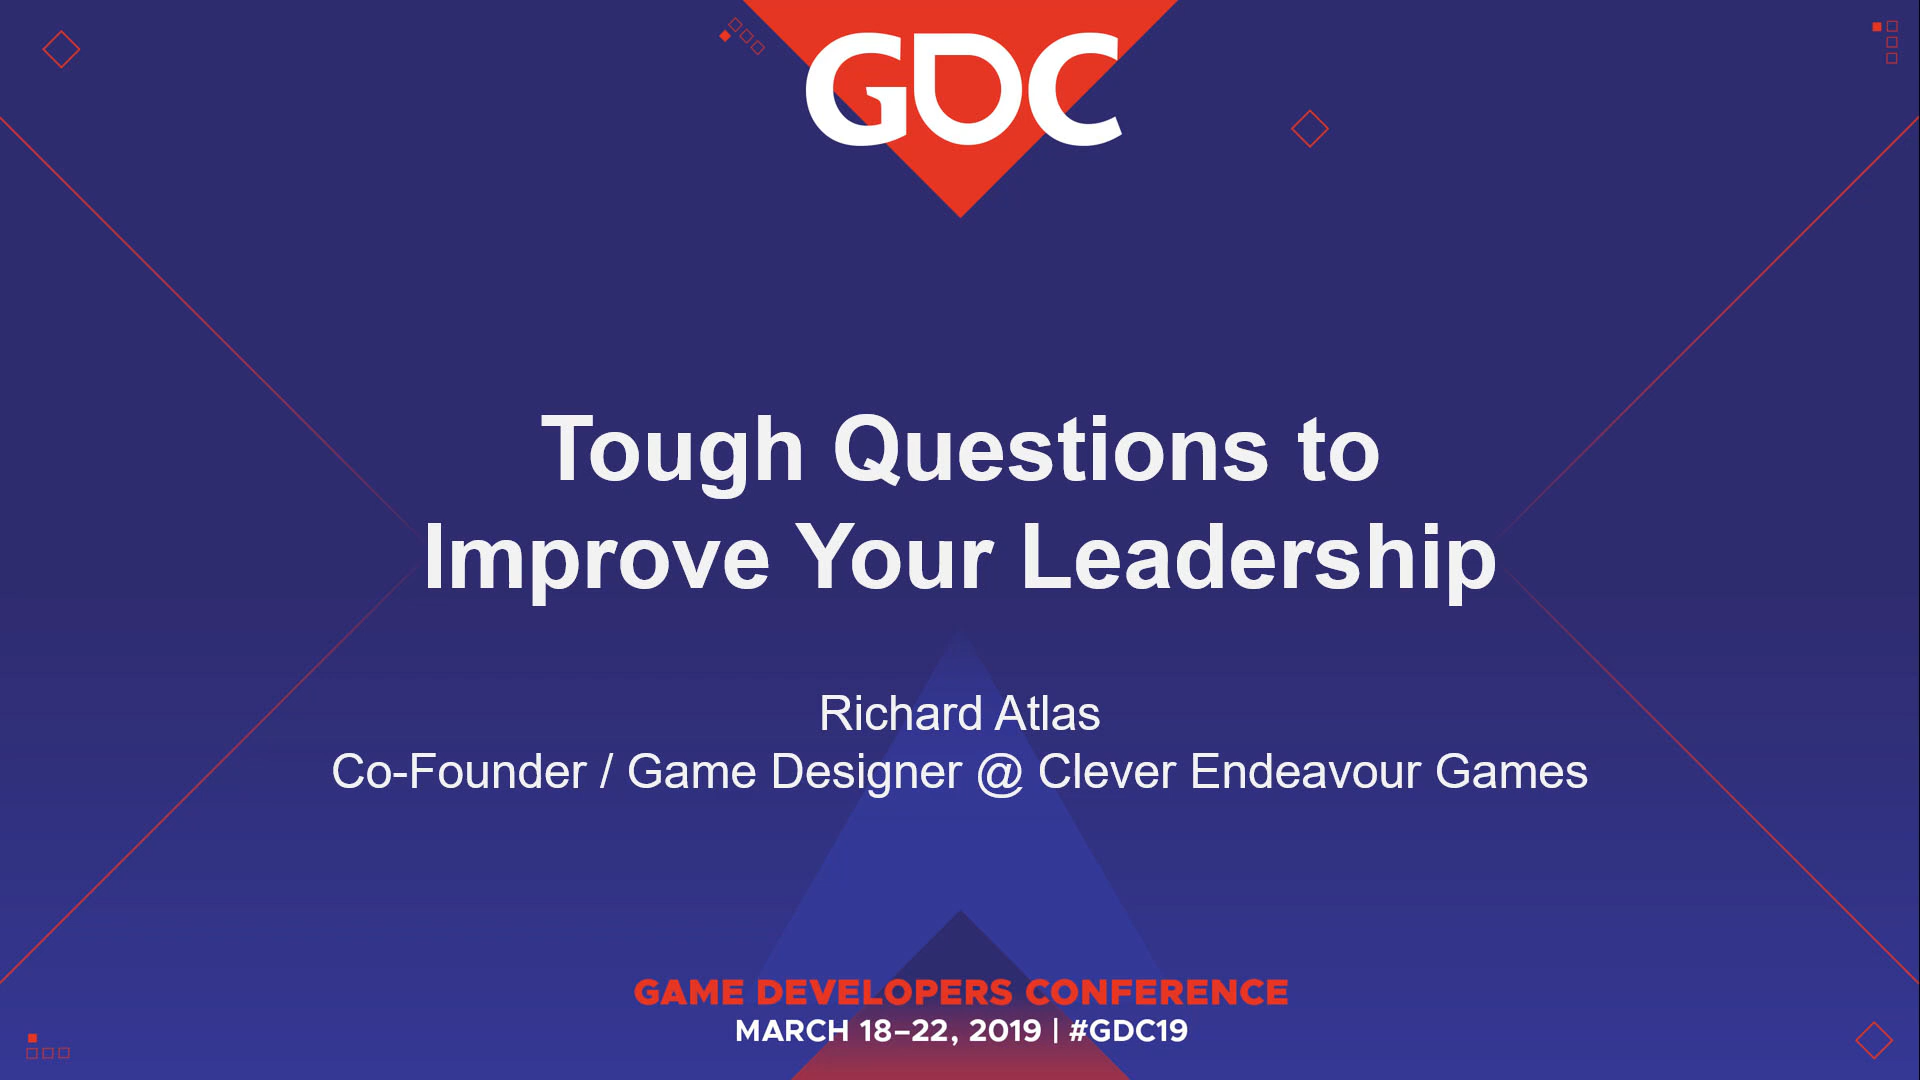 GDC
Tough Questions to
Improve Your Leadership
Richard Atlas
Co-Founder / Game Designer @ Clever Endeavour Games
GAME DEVELOPERS CONFERENCE
MARCH 18–22, 2019 | #GDC19